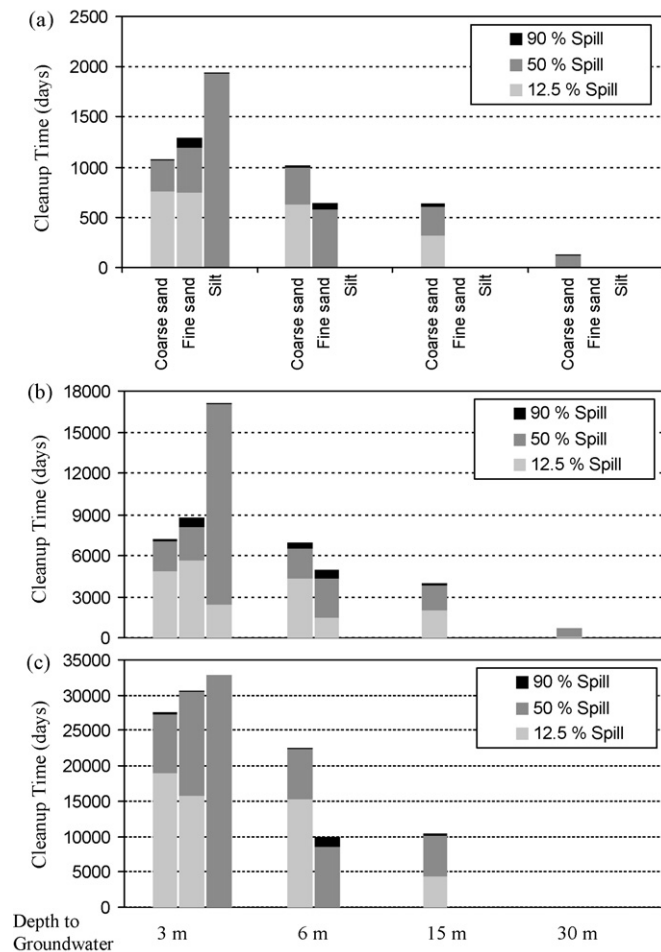 (a)
2500
2000
1500
1000
500
0
Cleanup Time (days)
90 % Spill
50 % Spill
12.5 % Spill
Coarse sand
Fine sand
Silt
Coarse sand
Fine sand
Silt
Coarse sand
Fine sand
Silt
Coarse sand
Fine sand
Silt
(b)
18000
15000
12000
9000
6000
3000
0
Cleanup Time (days)
90 % Spill
50 % Spill
12.5 % Spill
(c)
35000
30000
25000
20000
15000
10000
5000
0
Cleanup Time (days)
90 % Spill
50 % Spill
12.5 % Spill
Depth to
Groundwater
3 m
6 m
15 m
30 m